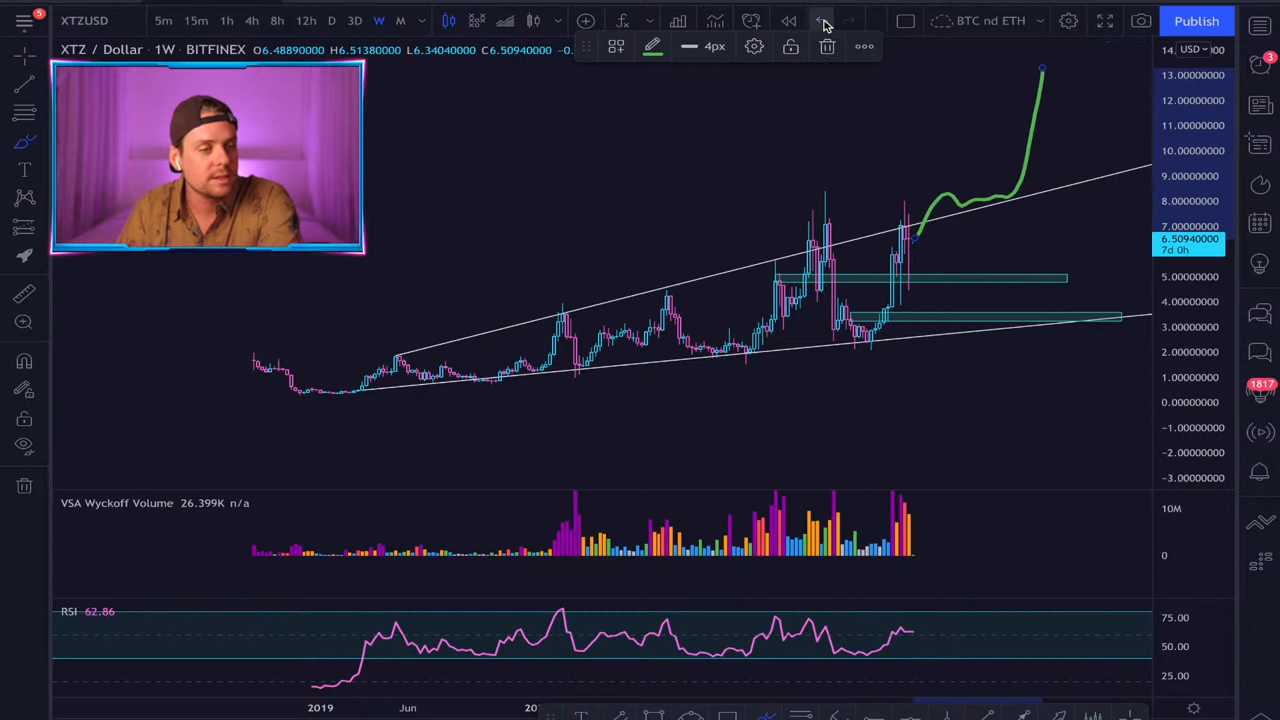 5
XTZUSD
5m 15m 1h 4h 8h 12h D 3D W M
BTC nd ETH
Publish
XTZ / Dollar · 1W · BITFINEX O6.48890000 H6.51380000 L6.34040000 C6.50940000
4px
USD
13.00000000
12.00000000
11.00000000
10.00000000
9.00000000
8.00000000
7.00000000
6.50940000
7d 0h
5.00000000
4.00000000
3.00000000
2.00000000
1.00000000
0.00000000
−1.00000000
−2.00000000
−3.00000000
3
1817
VSA Wyckoff Volume 26.399K n/a
10M
0
RSI 62.86
75.00
50.00
25.00
2019 Jun